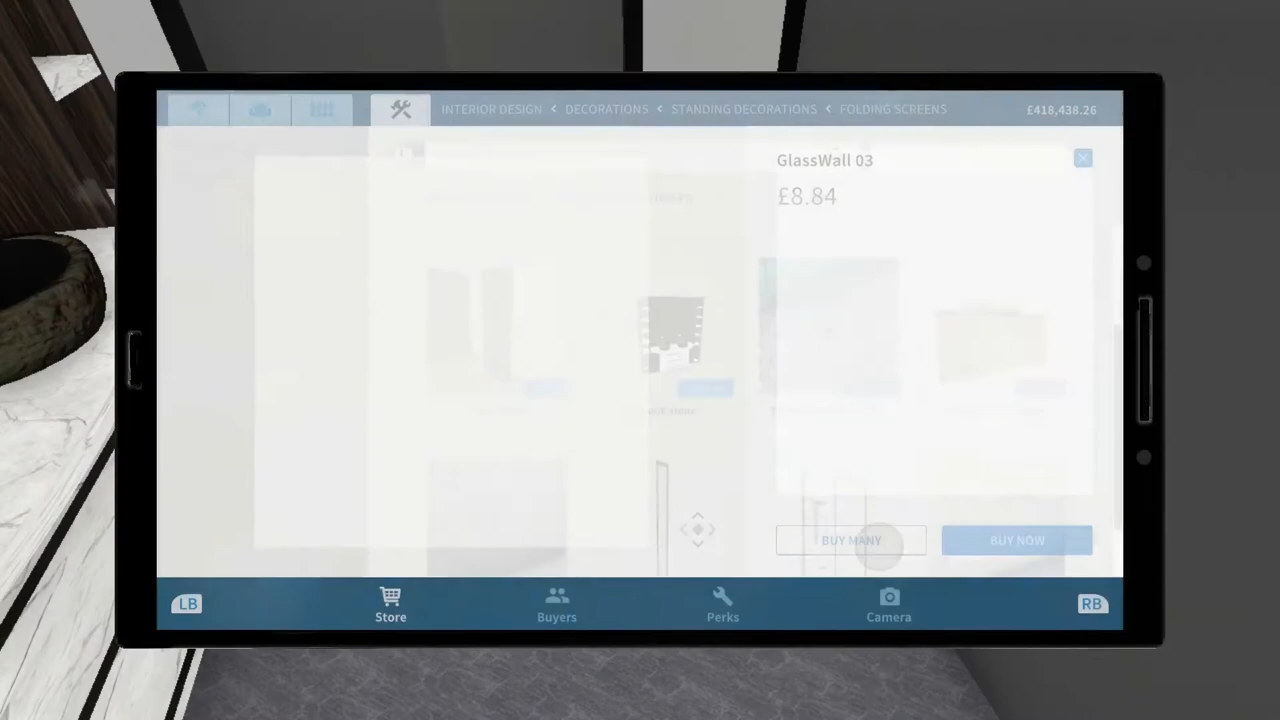 INTERIOR DESIGN < DECORATIONS < STANDING DECORATIONS < FOLDING SCREENS
£418,438.26
GlassWall 03
£8.84
BUY MANY
BUY NOW
LB
Store
Buyers
Perks
Camera
RB